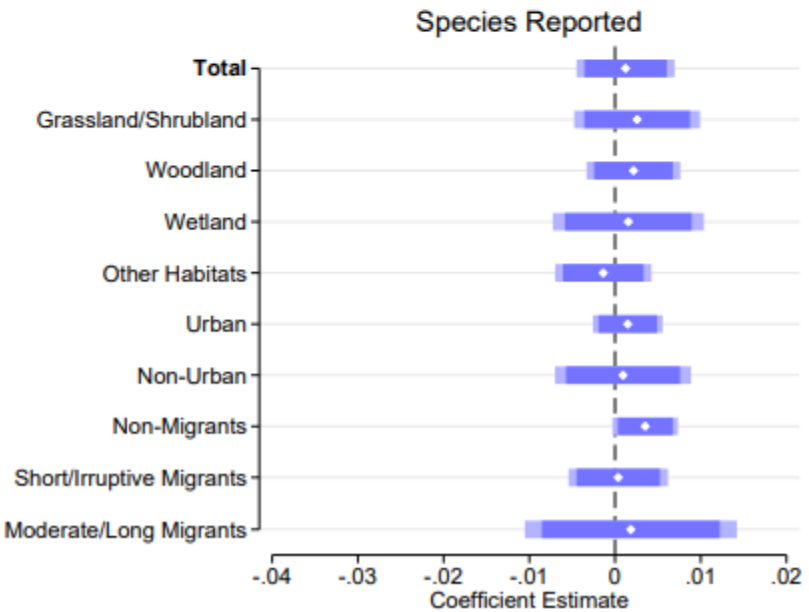 Species Reported
Total
Grassland/Shrubland
Woodland
Wetland
Other Habitats
Urban
Non-Urban
Non-Migrants
Short/Irruptive Migrants
Moderate/Long Migrants
-.04 -.03 -.02 -.01 0 .01 .02
Coefficient Estimate